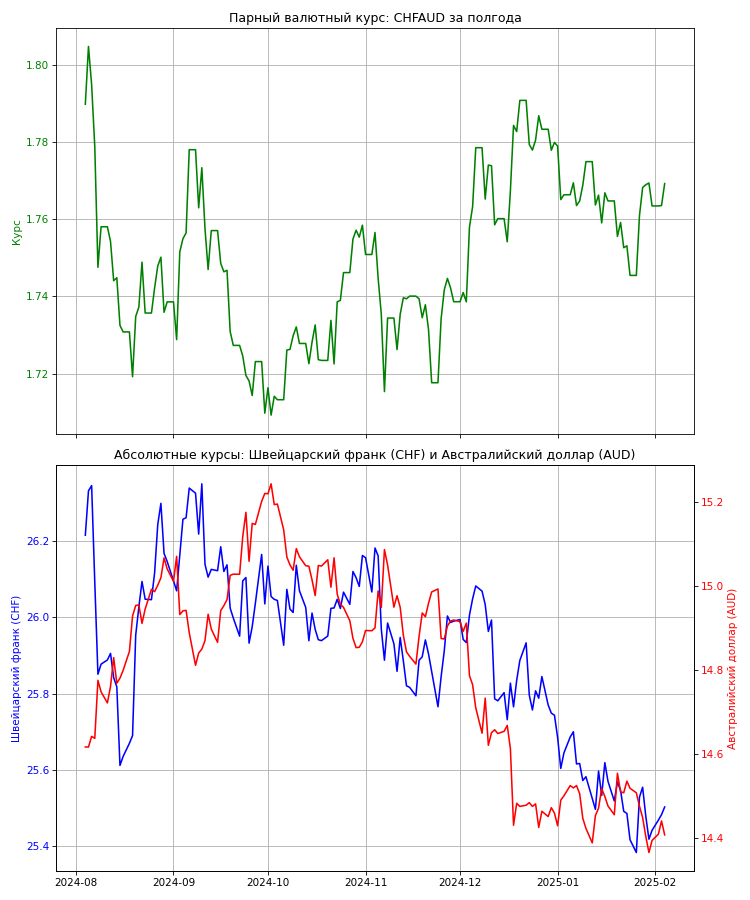 Парный валютный курс: CHFAUD за полгода
Курс
1.80
1.78
1.76
1.74
1.72
Абсолютные курсы: Швейцарский франк (CHF) и Австралийский доллар (AUD)
Швейцарский франк (CHF)
26.2
26.0
25.8
25.6
25.4
15.2
15.0
14.8
14.6
14.4
Австралийский доллар (AUD)
2024-08 2024-09 2024-10 2024-11 2024-12 2025-01 2025-02